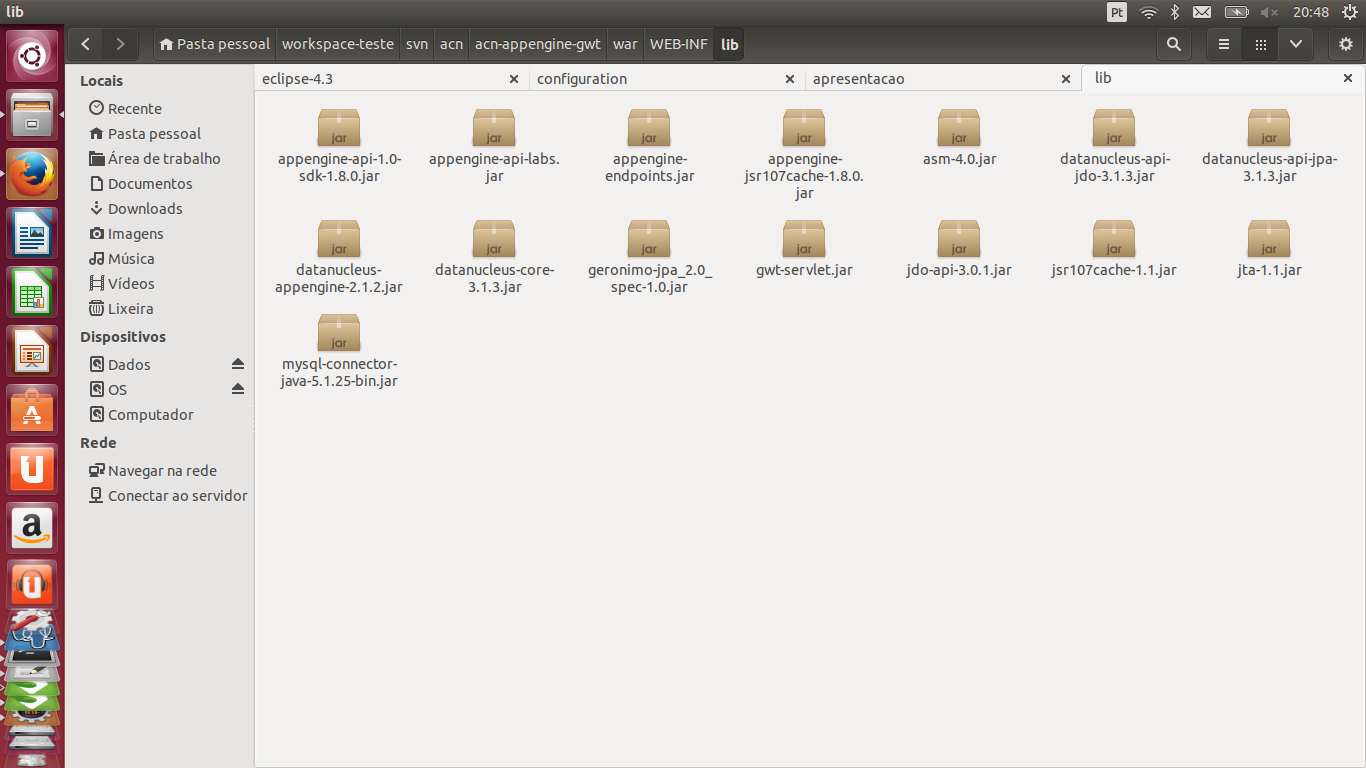 lib
Pt
20:48
Pasta pessoal
workspace-teste
svn
acn
acn-appengine-gwt
war
WEB-INF
lib
Locais
Recente
Pasta pessoal
Área de trabalho
Documentos
Downloads
Imagens
Música
Vídeos
Lixeira
Dispositivos
Dados
OS
Computador
Rede
Navegar na rede
Conectar ao servidor
eclipse-4.3
configuration
apresentacao
lib
jar
appengine-api-1.0-
sdk-1.8.0.jar
jar
appengine-api-labs.
jar
jar
appengine-
endpoints.jar
jar
appengine-
jsr107cache-1.8.0.
jar
jar
asm-4.0.jar
jar
datanucleus-api-
jdo-3.1.3.jar
jar
datanucleus-api-jpa-
3.1.3.jar
jar
datanucleus-
appengine-2.1.2.jar
jar
datanucleus-core-
3.1.3.jar
jar
geronimo-jpa_2.0_
spec-1.0.jar
jar
gwt-servlet.jar
jar
jdo-api-3.0.1.jar
jar
jsr107cache-1.1.jar
jar
jta-1.1.jar
jar
mysql-connector-
java-5.1.25-bin.jar